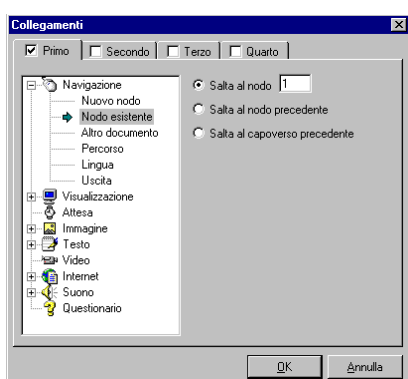 Collegamenti
Primo Secondo Terzo Quarto
Navigazione
Nuovo nodo
Nodo esistente
Altro documento
Percorso
Lingua
Uscita
Visualizzazione
Attesa
Immagine
Testo
Video
Internet
Suono
Questionario
Salta al nodo 1
Salta al nodo precedente
Salta al capoverso precedente
OK Annulla